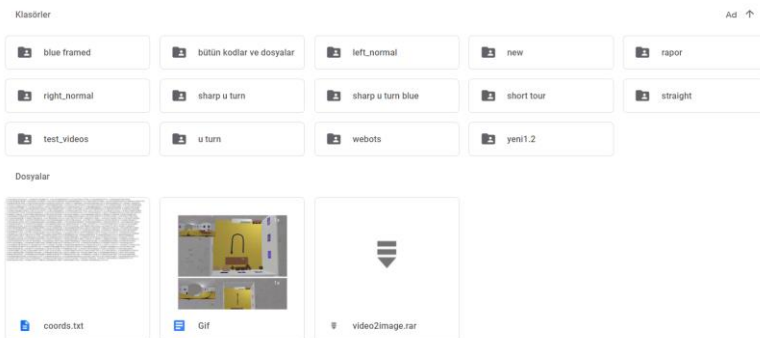 Klasörler
Ad
blue framed
bütün kodlar ve dosyalar
left_normal
new
rapor
right_normal
sharp u turn
sharp u turn blue
short tour
straight
test_videos
u turn
webots
yeni1.2
Dosyalar
coords.txt
Gif
video2image.rar